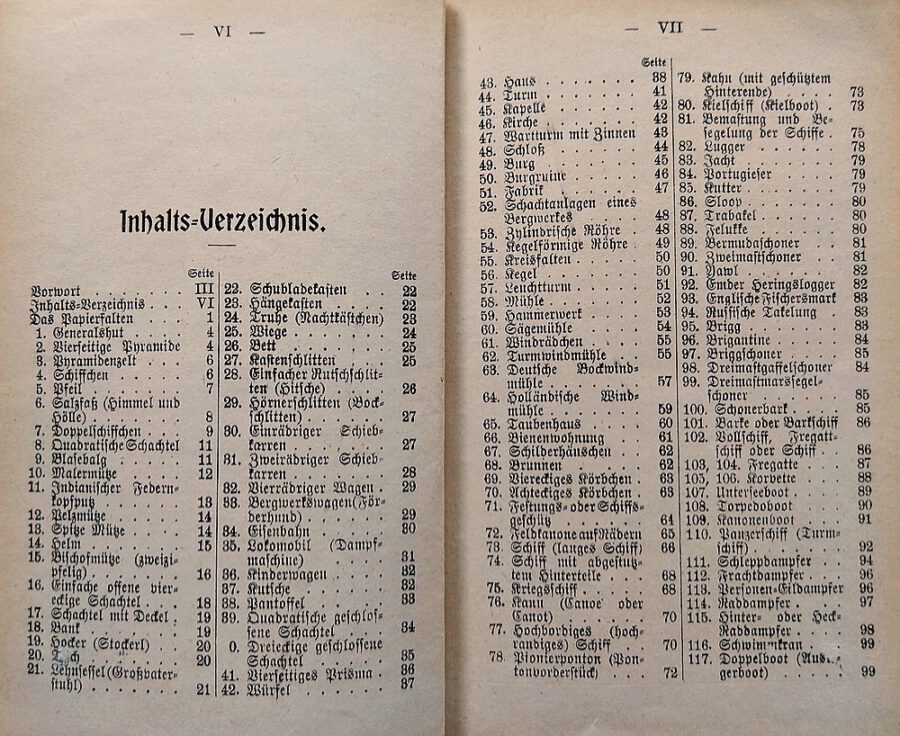 — VI —
Inhalts-Verzeichnis.
Seite
Vorwort . . . . . . . III
Inhalts-Verzeichnis . . . VI
Das Papierfalten . . . . 1
1. Generalshut . . . . 4
2. Vierseitige Pyramide 4
3. Pyramidenzelt . . . . 6
4. Schiffchen . . . . . 6
5. Pfeil . . . . . . . 7
6. Salzfaß (Himmel und
Hölle) . . . . . . . 8
7. Doppelschiffchen . . . 9
8. Quadratische Schachtel 11
9. Blasebalg . . . . . 11
10. Malermütze . . . . . 12
11. Indianischer Federn-
kopfputz . . . . . 13
12. Pelzmütze . . . . . 14
13. Spitze Mütze . . . . 14
14. Helm . . . . . . . 15
15. Bischofmütze (zweizi-
pfelig) . . . . . . 16
16. Einfache offene vier-
eckige Schachtel . . . 18
17. Schachtel mit Deckel . 19
18. Bank . . . . . . . 19
19. Hocker (Stockerl) . . 20
20. Tisch . . . . . . . 20
21. Lehnsessel (Großbater-
stuhl) . . . . . . . 21
Seite
22. Schubladekasten . . 22
23. Hängekasten . . . . 22
24. Truhe (Nachtkästchen) 23
25. Wiege . . . . . . . 24
26. Bett . . . . . . . 25
27. Kastenschlitten . . . 25
28. Einfacher Rutschschlit-
ten (Hitsche) . . . . 26
29. Hörnerschlitten (Bock-
schlitten) . . . . . 27
30. Einrädriger Schieb-
karren . . . . . . 27
31. Zweirädriger Schieb-
karren . . . . . . 28
32. Vierrädriger Wagen . 29
33. Bergwerkswagen (För-
derhund) . . . . . 29
34. Eisenbahn . . . . . 30
35. Lokomobil (Dampf-
maschine) . . . . . 31
36. Kinderwagen . . . . 32
37. Kutsche . . . . . . 32
38. Pantoffel . . . . . 33
39. Quadratische geschlos-
sene Schachtel . . . 34
0. Dreieckige geschlossene
Schachtel . . . . . 35
41. Vierseitiges Prisma . 36
42. Würfel . . . . . . 37
— VII —
Seite
43. Haus . . . . . . . 38
44. Turm . . . . . . . 41
45. Kapelle . . . . . . 42
46. Kirche . . . . . . 42
47. Wartturm mit Zinnen 43
48. Schloß . . . . . . 44
49. Burg . . . . . . . 45
50. Burgruine . . . . . 46
51. Fabrik . . . . . . 47
52. Schachtanlagen eines
Bergwerkes . . . . 48
53. Zylindrische Röhre . 48
54. Kegelförmige Röhre . 49
55. Kreisfalten . . . . . 50
56. Kegel . . . . . . . 50
57. Leuchtturm . . . . . 51
58. Mühle . . . . . . . 52
59. Hammerwerk . . . . 53
60. Sägemühle . . . . . 54
61. Windrädchen . . . . 55
62. Turmwindmühle . . . 55
63. Deutsche Bockwind-
mühle . . . . . . . 57
64. Holländische Wind-
mühle . . . . . . . 59
65. Taubenhaus . . . . . 60
66. Bienenwohnung . . . 61
67. Schilderhäuschen . . . 62
68. Brunnen . . . . . . 62
69. Viereckiges Körbchen . 63
70. Achteckiges Körbchen . 63
71. Festungs- oder Schiffs-
geschütz . . . . . . 64
72. Feldkanone auf Rädern 65
73. Schiff (langes Schiff) 66
74. Schiff mit abgestutz-
tem Hinterteile . . . 68
75. Kriegschiff . . . . . 68
76. Kanu (Canoe oder
Canot) . . . . . . 70
77. Hochbordiges (hoch-
randiges) Schiff . . . 70
78. Pionierponton (Pon-
tonvorderstück) . . . 72
79. Kahn (mit geschütztem
Hinterende) . . . . 73
80. Kielschiff (Kielboot) . 73
81. Bemastung und Be-
segelung der Schiffe . 75
82. Lugger . . . . . . 78
83. Jacht . . . . . . . 79
84. Portugieser . . . . . 79
85. Kutter . . . . . . 79
86. Sloop . . . . . . . 80
87. Trabakel . . . . . . 80
88. Felukke . . . . . . 80
89. Bermudaschoner . . . 81
90. Zweimastschoner . . . 81
91. Yawl . . . . . . . 82
92. Emder Heringslogger 82
93. Englische Fischersmark 83
94. Russische Takelung . 83
95. Brigg . . . . . . . 83
96. Brigantine . . . . . 84
97. Briggschoner . . . . 85
98. Dreimastgaffelschoner 84
99. Dreimastmarssegel-
schoner . . . . . . 85
100. Schonerbark . . . . 85
101. Barke oder Barkschiff 86
102. Vollschiff, Fregatt-
schiff oder Schiff . . . 86
103, 104. Fregatte . . . 87
105, 106. Korvette . . . 88
107. Unterseeboot . . . . 89
108. Torpedoboot . . . . 90
109. Kanonenboot . . . . 91
110. Panzerschiff (Turm-
schiff) . . . . . . . 92
111. Schleppdampfer . . . 94
112. Frachtdampfer . . . 96
113. Personen-Eildampfer 96
114. Raddampfer . . . . 97
115. Hinter- oder Heck-
Raddampfer . . . . 98
116. Schwimmkran . . . 99
117. Doppelboot (Aus-
gerboot) . . . . . . 99